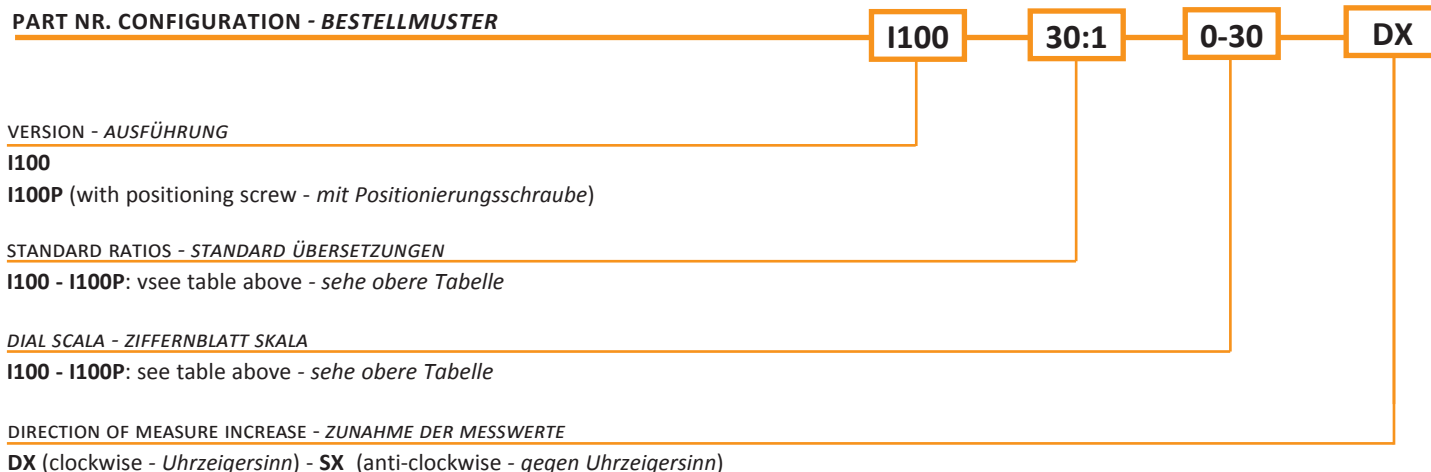 PART NR. CONFIGURATION - BESTELLMUSTER
I100 30:1 0-30 DX
VERSION - AUSFÜHRUNG
I100
I100P (with positioning screw - mit Positionierungsschraube)
STANDARD RATIOS - STANDARD ÜBERSETZUNGEN
I100 - I100P: vsee table above - sehe obere Tabelle
DIAL SCALA - ZIFFERNBLATT SKALA
I100 - I100P: see table above - sehe obere Tabelle
DIRECTION OF MEASURE INCREASE - ZUNAHME DER MESSWERTE
DX (clockwise - Uhrzeigersinn) - SX (anti-clockwise - gegen Uhrzeigersinn)